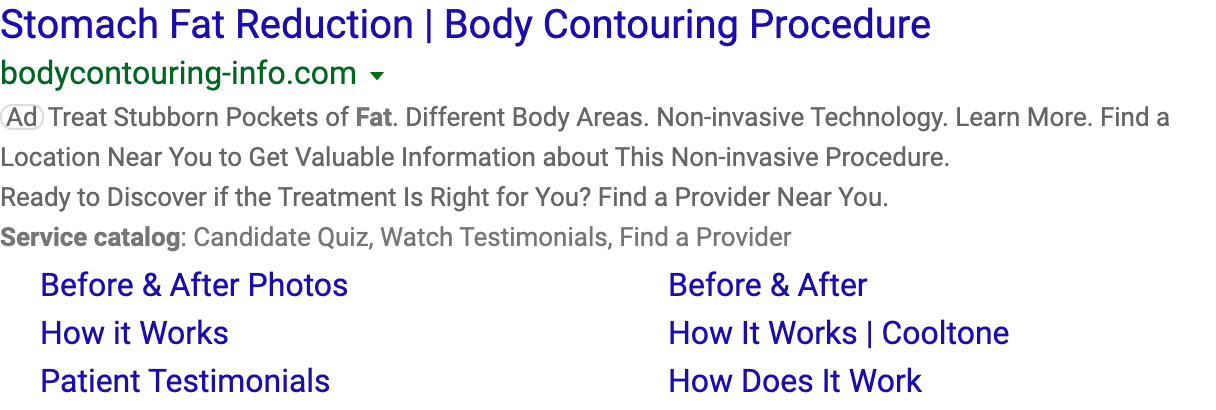 Stomach Fat Reduction | Body Contouring Procedure
bodycontouring-info.com
Ad Treat Stubborn Pockets of Fat. Different Body Areas. Non-invasive Technology. Learn More. Find a
Location Near You to Get Valuable Information about This Non-invasive Procedure.
Ready to Discover if the Treatment Is Right for You? Find a Provider Near You.
Service catalog: Candidate Quiz, Watch Testimonials, Find a Provider
Before & After Photos
Before & After
How it Works
How It Works | Cooltone
Patient Testimonials
How Does It Work